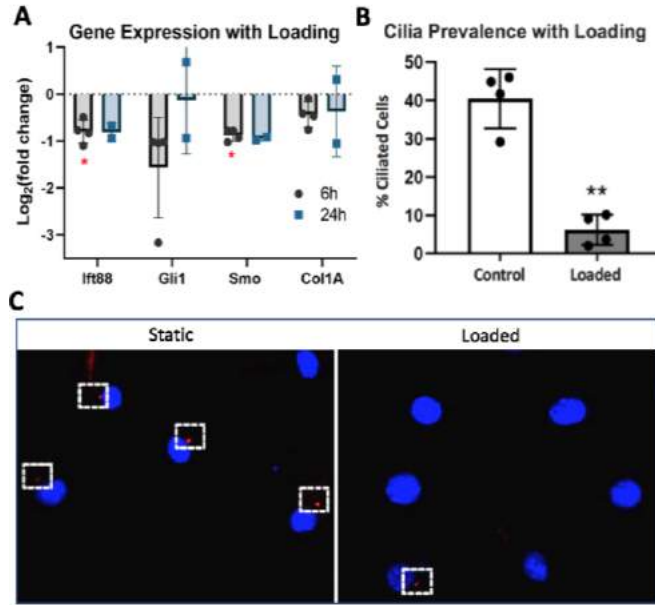 A
Gene Expression with Loading
Log₂(fold change)
1
0
-1
-2
-3
*
*
6h
24h
Ift88
Gli1
Smo
Col1A
B
Cilia Prevalence with Loading
% Ciliated Cells
50
40
30
20
10
0
**
Control
Loaded
C
Static
Loaded